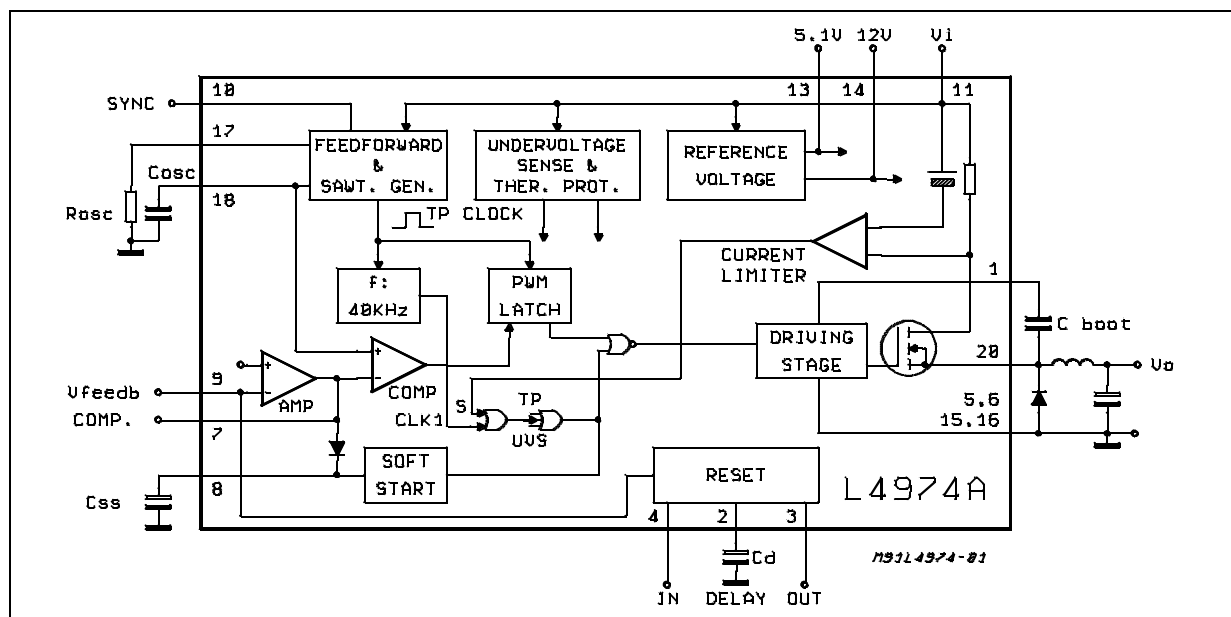 5.1V 12V Vi
10 13 14 11
SYNC
17
FEEDFORWARD
&
SAWT. GEN.
UNDERVOLTAGE
SENSE &
THER. PROT.
REFERENCE
VOLTAGE
Cosc
18
Rosc
TP CLOCK
CURRENT
LIMITER
1
F:
40KHz
PWM
LATCH
C boot
DRIVING
STAGE
20
Vo
+
-
+
-
9
Vfeedb
AMP
COMP
5.6
15.16
COMP.
7
CLK1
S
TP
UVS
SOFT
START
RESET
L4974A
Css
8
4 2 3
Cd
M91L4974-01
IN DELAY OUT